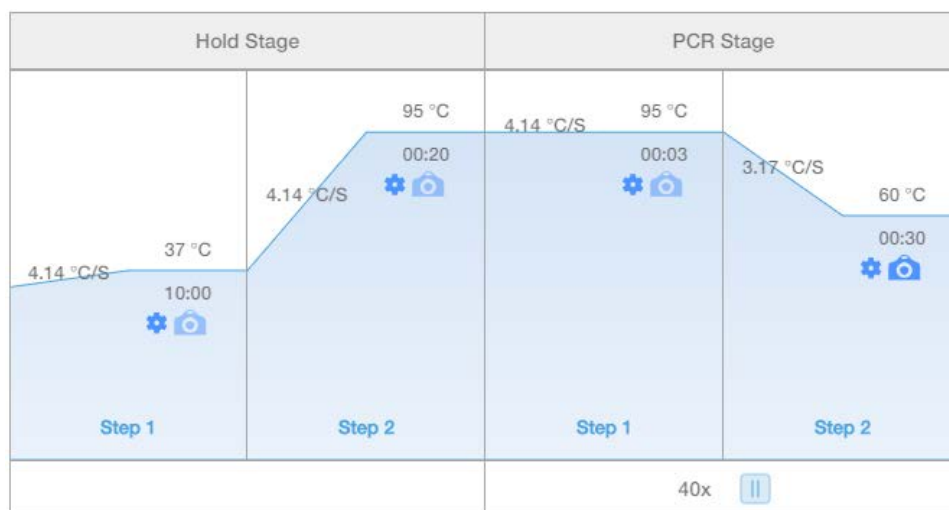 Hold Stage
PCR Stage
4.14 °C/S
37 °C
10:00
Step 1
4.14 °C/S
95 °C
00:20
Step 2
4.14 °C/S
95 °C
00:03
Step 1
3.17 °C/S
60 °C
00:30
Step 2
40x